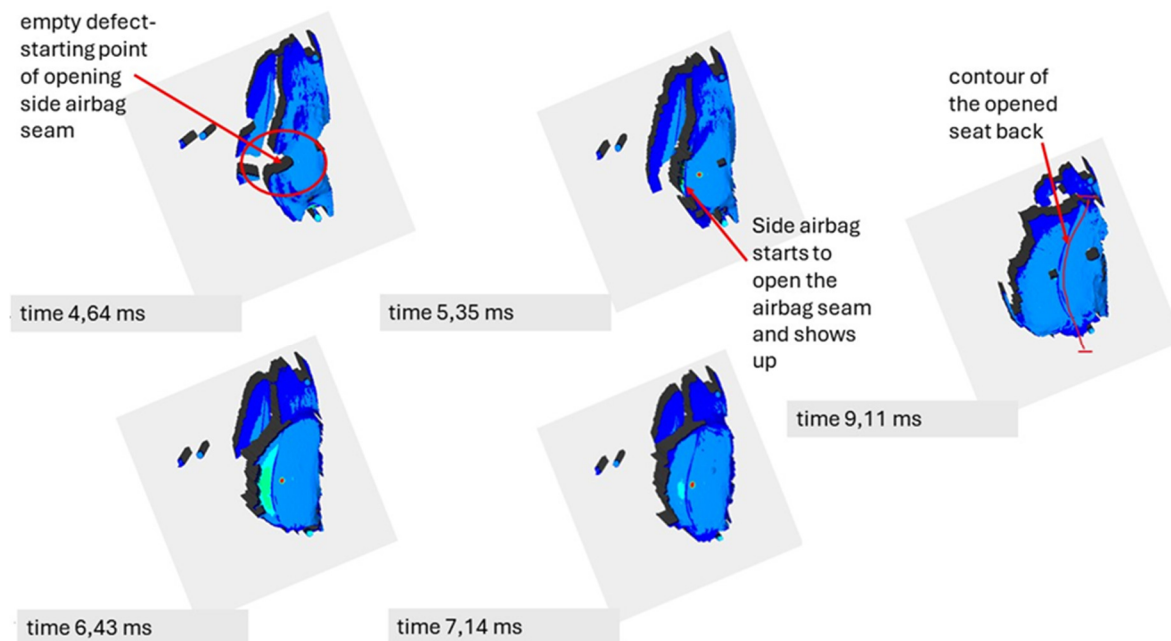 empty defect-
starting point
of opening
side airbag
seam
time 4,64 ms
Side airbag
starts to
open the
airbag seam
and shows
up
time 5,35 ms
contour of
the opened
seat back
time 9,11 ms
time 6,43 ms
time 7,14 ms